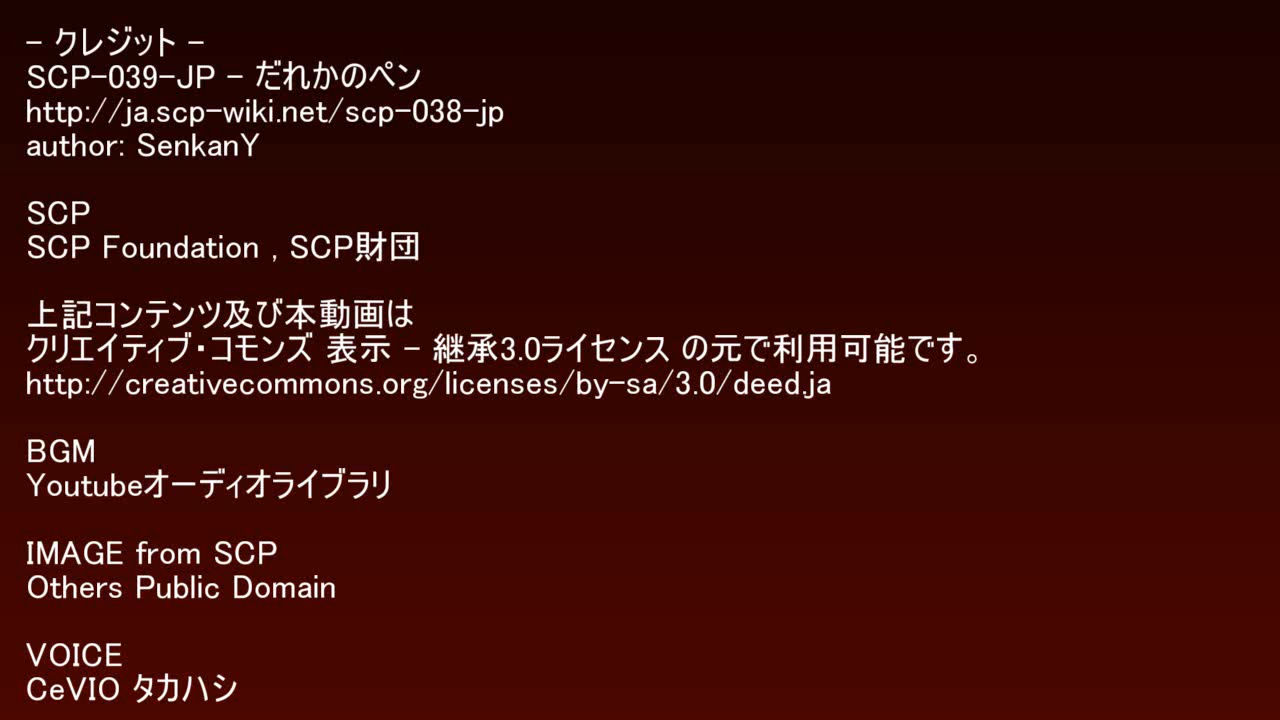 - クレジット -
SCP-039-JP - だれかのペン
http://ja.scp-wiki.net/scp-038-jp
author: SenkanY
SCP
SCP Foundation , SCP財団
上記コンテンツ及び本動画は
クリエイティブ・コモンズ 表示 - 継承3.0ライセンス の元で利用可能です。
http://creativecommons.org/licenses/by-sa/3.0/deed.ja
BGM
Youtubeオーディオライブラリ
IMAGE from SCP
Others Public Domain
VOICE
CeVIO タカハシ